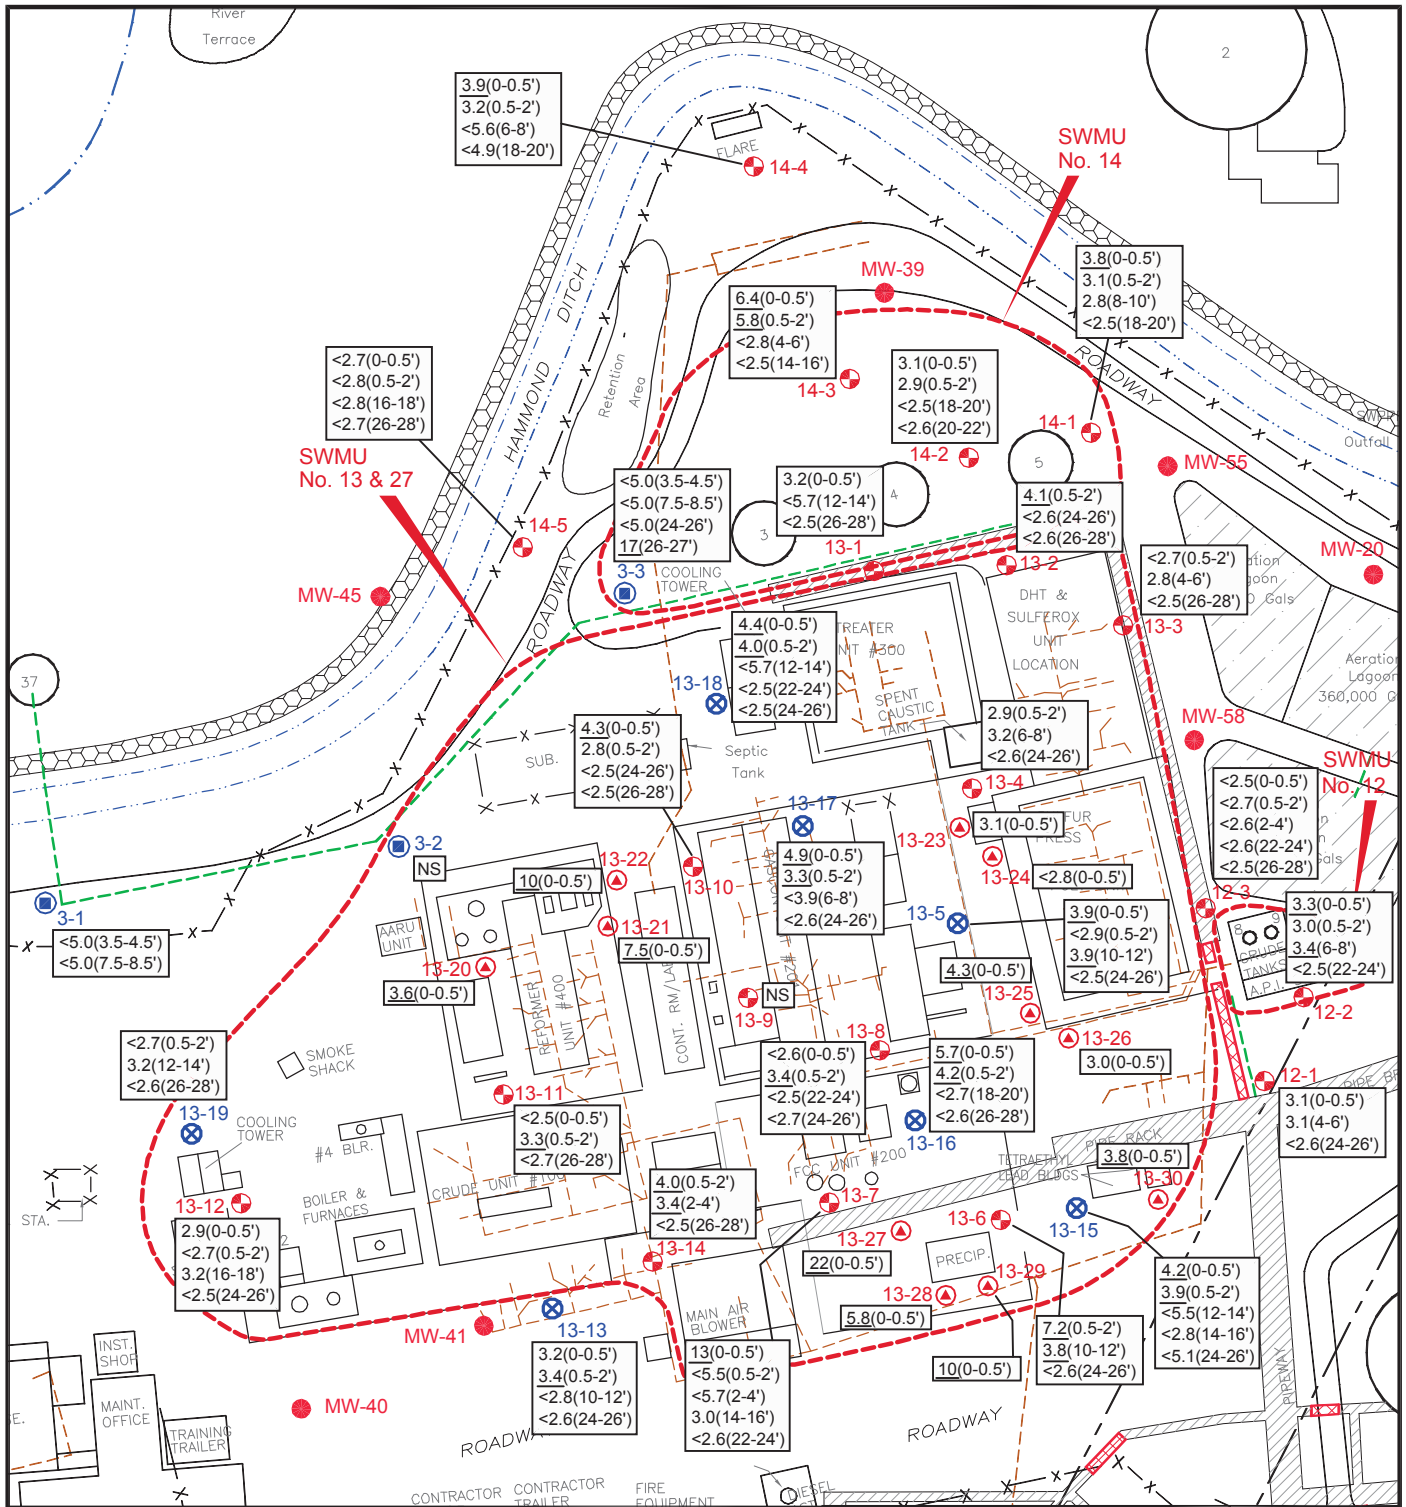 River
Terrace
2
3.9(0-0.5')
3.2(0.5-2')
<5.6(6-8')
<4.9(18-20')
FLARE
14-4
SWMU
No. 14
HAMMOND DITCH
Retention
Area
MW-39
3.8(0-0.5')
3.1(0.5-2')
2.8(8-10')
<2.5(18-20')
6.4(0-0.5')
5.8(0.5-2')
<2.8(4-6')
<2.5(14-16')
14-3
ROADWAY
<2.7(0-0.5')
<2.8(0.5-2')
<2.8(16-18')
<2.7(26-28')
3.1(0-0.5')
2.9(0.5-2')
<2.5(18-20')
<2.6(20-22')
14-1
14-2
Outfall
SWMU
No. 13 & 27
5
MW-55
<5.0(3.5-4.5')
<5.0(7.5-8.5')
<5.0(24-26')
17(26-27')
3.2(0-0.5')
<5.7(12-14')
<2.5(26-28')
4
3
4.1(0.5-2')
<2.6(24-26')
<2.6(26-28')
14-5
13-1
13-2
MW-20
<2.7(0.5-2')
2.8(4-6')
<2.5(26-28')
Gals
3-3
COOLING
TOWER
MW-45
ROADWAY
DHT &
SULFEROX
UNIT
LOCATION
13-3
4.4(0-0.5')
4.0(0.5-2')
<5.7(12-14')
<2.5(22-24')
<2.5(24-26')
TREATER
#300
Lagoon
360,000
37
13-18
SPENT
CAUSTIC
TANK
2.9(0.5-2')
3.2(6-8')
<2.6(24-26')
MW-58
4.3(0-0.5')
2.8(0.5-2')
<2.5(24-26')
<2.5(26-28')
SUB.
Septic
Tank
SWMU
No. 12
<2.5(0-0.5')
<2.7(0.5-2')
<2.6(2-4')
<2.6(22-24')
<2.5(26-28')
13-4
13-17
13-23
3.1(0-0.5')
3-2
NS
13-22
10(0-0.5')
13-10
4.9(0-0.5')
3.3(0.5-2')
<3.9(6-8')
<2.6(24-26')
13-24
<2.8(0-0.5')
12-3
3.3(0-0.5')
3.0(0.5-2')
3.4(6-8')
<2.5(22-24')
3-1
<5.0(3.5-4.5')
<5.0(7.5-8.5')
AARU
UNIT
13-21
7.5(0-0.5')
13-5
3.9(0-0.5')
<2.9(0.5-2')
3.9(10-12')
<2.5(24-26')
9
8
CRUDE
TANKS
A.P.I.
13-20
3.6(0-0.5')
4.3(0-0.5')
REFORMER
UNIT #400
CONT. RM/LAB
NS
13-9
13-25
12-2
<2.7(0.5-2')
3.2(12-14')
<2.6(26-28')
SMOKE
SHACK
13-8
13-26
3.0(0-0.5')
<2.6(0-0.5')
3.4(0.5-2')
<2.5(22-24')
<2.7(24-26')
5.7(0-0.5')
4.2(0.5-2')
<2.7(18-20')
<2.6(26-28')
12-1
13-11
<2.5(0-0.5')
3.3(0.5-2')
<2.7(26-28')
3.1(0-0.5')
3.1(4-6')
<2.6(24-26')
13-19
COOLING
TOWER
13-16
#4 BLR.
PIPE RACK
3.8(0-0.5')
FCC UNIT #200
TETRAETHYL
LEAD BLDGS
CRUDE UNIT #100
BOILER &
FURNACES
4.0(0.5-2')
3.4(2-4')
<2.5(26-28')
13-30
13-12
STA.
13-7
13-6
13-15
2.9(0-0.5')
<2.7(0.5-2')
3.2(16-18')
<2.5(24-26')
13-27
22(0-0.5')
PRECIP.
13-14
4.2(0-0.5')
3.9(0.5-2')
<5.5(12-14')
<2.8(14-16')
<5.1(24-26')
13-29
13-28
5.8(0-0.5')
MAIN AIR
BLOWER
MW-41
13-13
7.2(0.5-2')
3.8(10-12')
<2.6(24-26')
INST.
SHOP
3.2(0-0.5')
3.4(0.5-2')
<2.8(10-12')
<2.6(24-26')
13(0-0.5')
<5.5(0.5-2')
<5.7(2-4')
3.0(14-16')
<2.6(22-24')
10(0-0.5')
PIPEWAY
MAINT.
OFFICE
MW-40
TRAINING
TRAILER
ROADWAY
ROADWAY
CONTRACTOR
CONTRACTOR
TRAILER
FIRE
EQUIPMENT
DIESEL